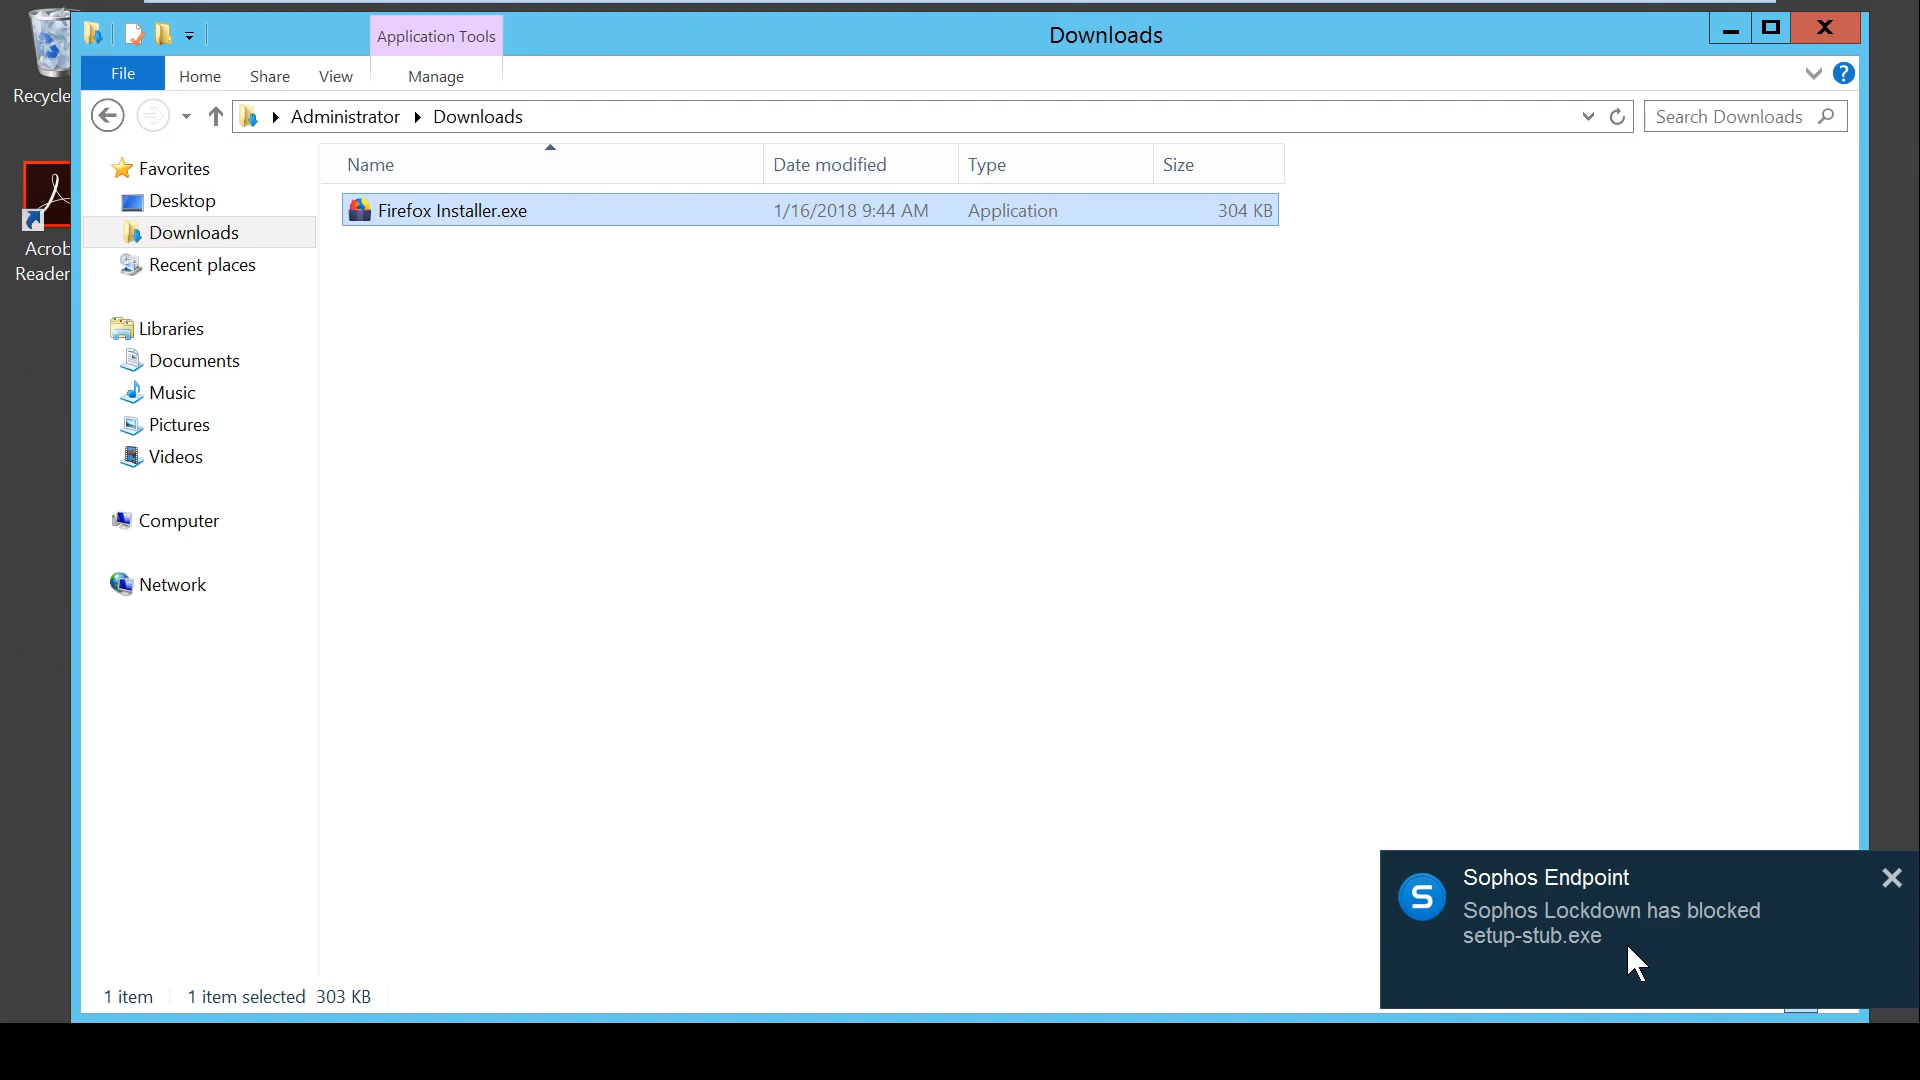 Application Tools
Downloads
File
Home
Share
View
Manage
?
Recycle
Administrator
Downloads
Search Downloads
Name
Date modified
Type
Size
Favorites
Desktop
Downloads
Recent places
Firefox Installer.exe
1/16/2018 9:44 AM
Application
304 KB
Acrob
Reader
Libraries
Documents
Music
Pictures
Videos
Computer
Network
S
Sophos Endpoint
Sophos Lockdown has blocked
setup-stub.exe
1 item
1 item selected 303 KB